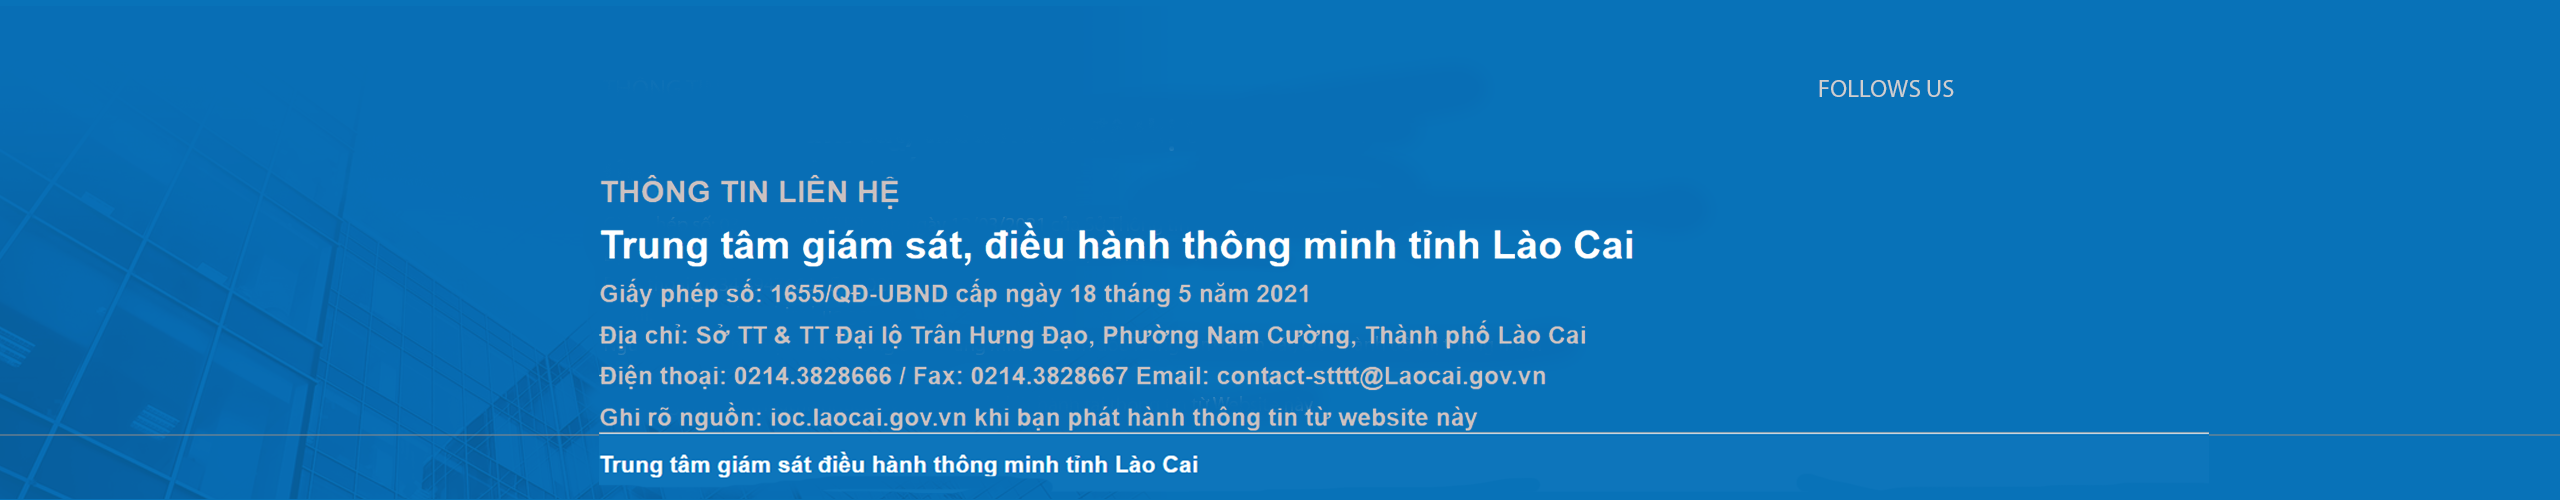 FOLLOWS US
THÔNG TIN LIÊN HỆ
Trung tâm giám sát, điều hành thông minh tỉnh Lào Cai
Giấy phép số: 1655/QĐ-UBND cấp ngày 18 tháng 5 năm 2021
Địa chỉ: Sở TT & TT Đại lộ Trân Hưng Đạo, Phường Nam Cường, Thành phố Lào Cai
Điện thoại: 0214.3828666 / Fax: 0214.3828667 Email: contact-stttt@Laocai.gov.vn
Ghi rõ nguồn: ioc.laocai.gov.vn khi bạn phát hành thông tin từ website này
Trung tâm giám sát điều hành thông minh tỉnh Lào Cai